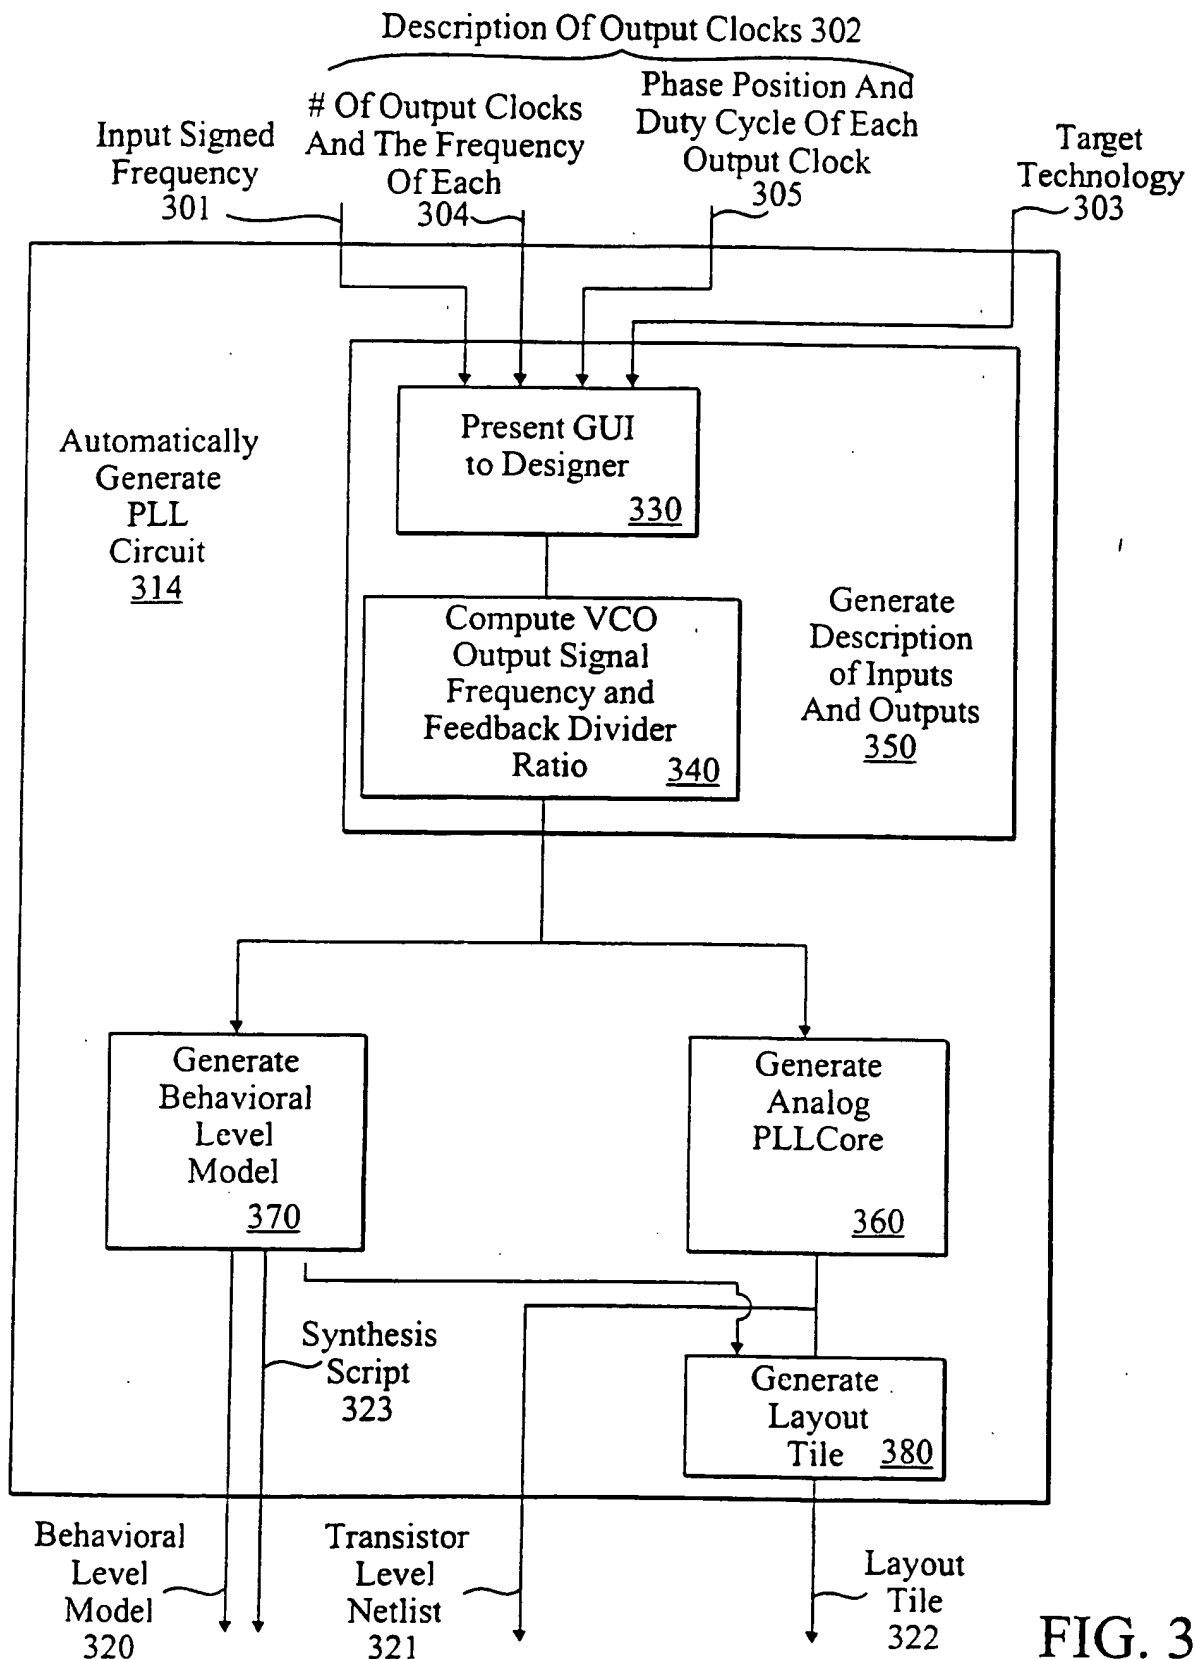 Description Of Output Clocks 302
# Of Output Clocks
And The Frequency
Of Each
304
Phase Position And
Duty Cycle Of Each
Output Clock
305
Input Signed
Frequency
301
Target
Technology
303
Automatically
Generate
PLL
Circuit
314
Present GUI
to Designer
330
Compute VCO
Output Signal
Frequency and
Feedback Divider
Ratio
340
Generate
Description
of Inputs
And Outputs
350
Generate
Behavioral
Level
Model
370
Generate
Analog
PLLCore
360
Synthesis
Script
323
Generate
Layout
Tile
380
Behavioral
Level
Model
320
Transistor
Level
Netlist
321
Layout
Tile
322
FIG. 3